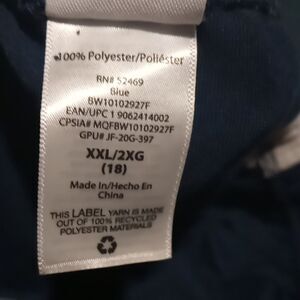 100% Polyester/Poliéster
RN# 52469
Blue
BW10102927F
EAN/UPC 1 9062414002
CPSIA# MQFBW10102927F
GPU# JF-20G-397
XXL/2XG
(18)
Made in/Hecho En
China
THIS LABEL YARN IS MADE
OUT OF 100% RECYCLED
POLYESTER MATERIALS